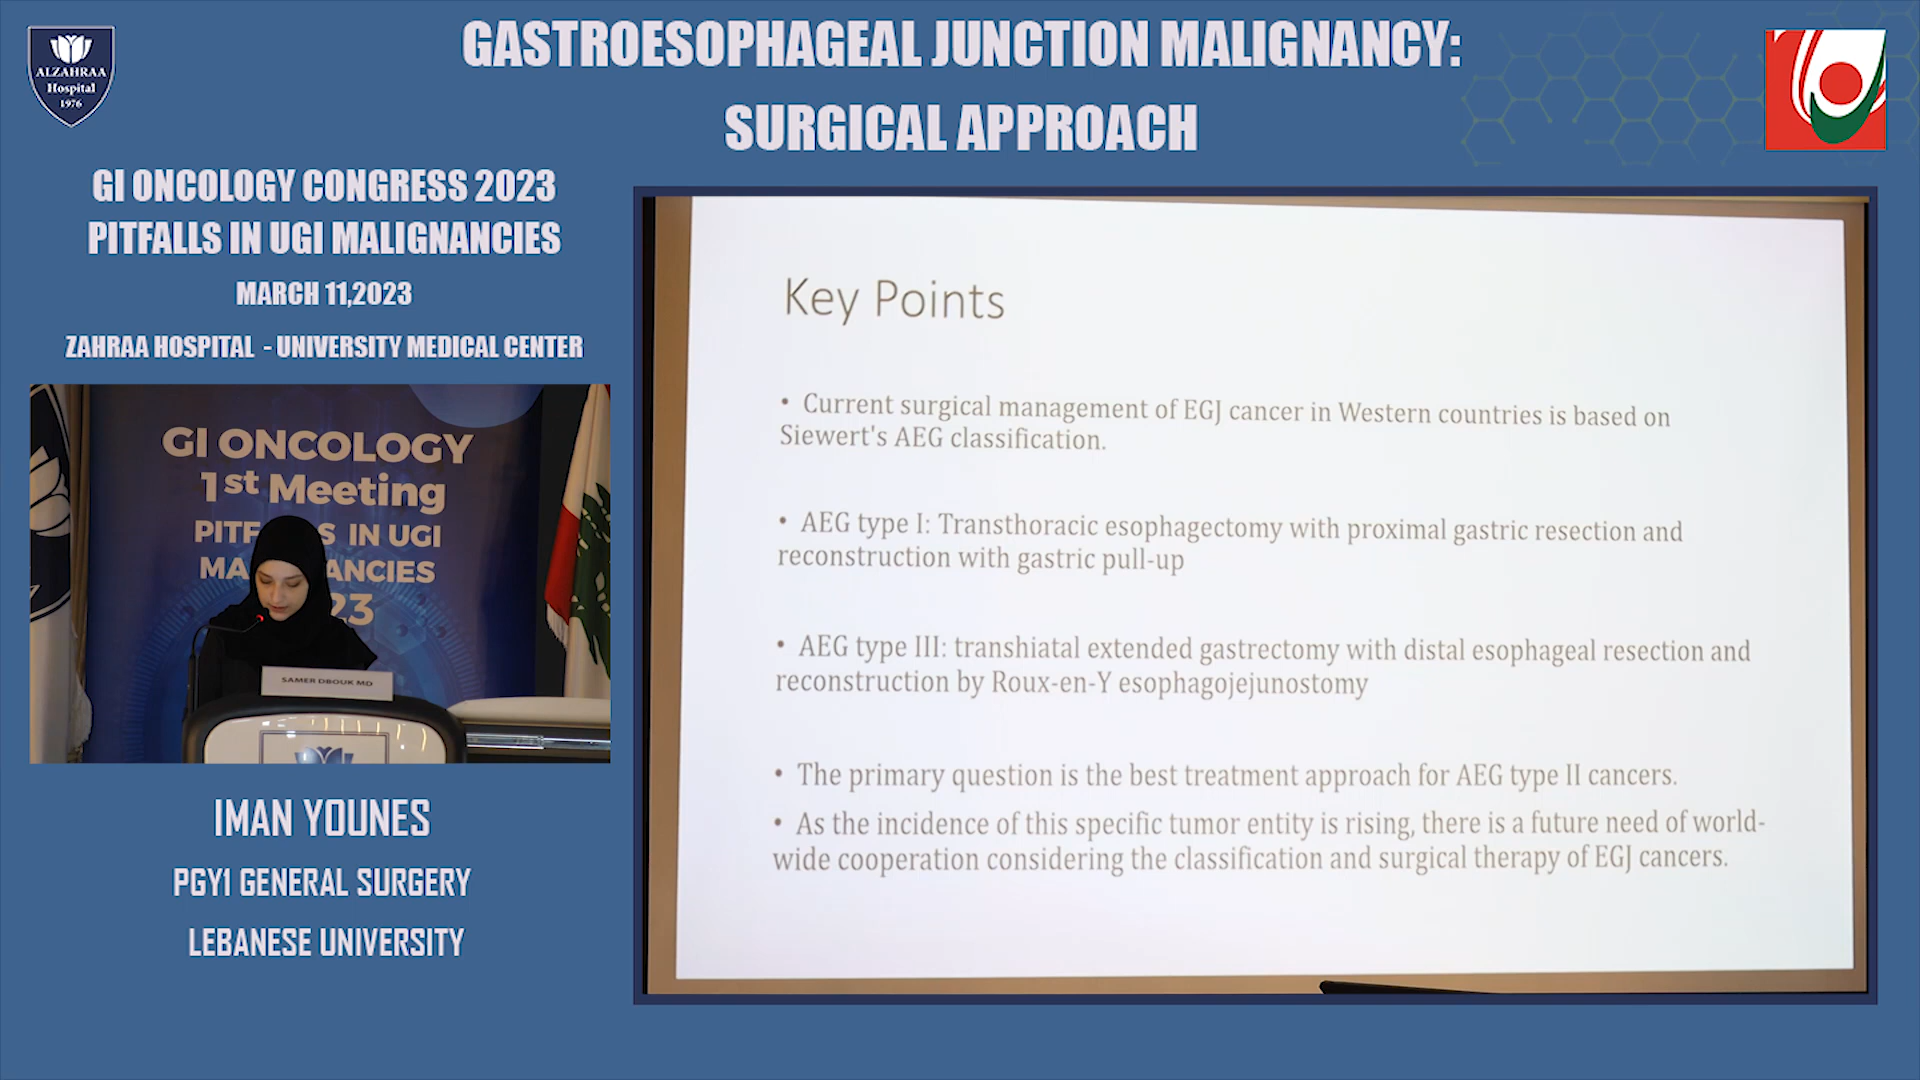 GASTROESOPHAGEAL JUNCTION MALIGNANCY:
SURGICAL APPROACH
ALZAHRAA
Hospital
1976
GI ONCOLOGY CONGRESS 2023
PITFALLS IN UGI MALIGNANCIES
MARCH 11,2023
ZAHRAA HOSPITAL - UNIVERSITY MEDICAL CENTER
GI ONCOLOGY
1st Meeting
PITF S IN UGI
MA ANCIES
23
SAMER DBOUK MD
IMAN YOUNES
PGY1 GENERAL SURGERY
LEBANESE UNIVERSITY
Key Points
• Current surgical management of EGJ cancer in Western countries is based on
Siewert's AEG classification.
• AEG type I: Transthoracic esophagectomy with proximal gastric resection and
reconstruction with gastric pull-up
• AEG type III: transhiatal extended gastrectomy with distal esophageal resection and
reconstruction by Roux-en-Y esophagojejunostomy
• The primary question is the best treatment approach for AEG type II cancers.
• As the incidence of this specific tumor entity is rising, there is a future need of world-
wide cooperation considering the classification and surgical therapy of EGJ cancers.